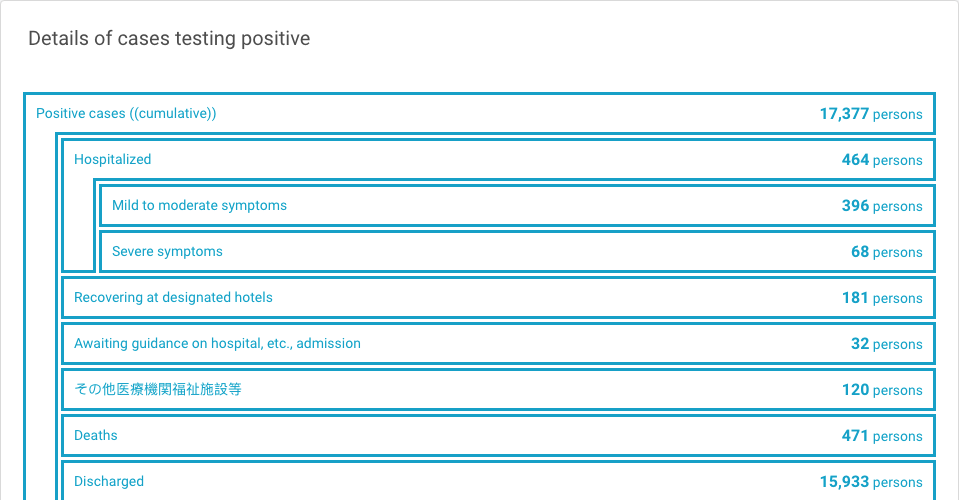 Details of cases testing positive
Positive cases ((cumulative)) 17,377 persons
Hospitalized 464 persons
Mild to moderate symptoms 396 persons
Severe symptoms 68 persons
Recovering at designated hotels 181 persons
Awaiting guidance on hospital, etc., admission 32 persons
その他医療機関福祉施設等 120 persons
Deaths 471 persons
Discharged 15,933 persons